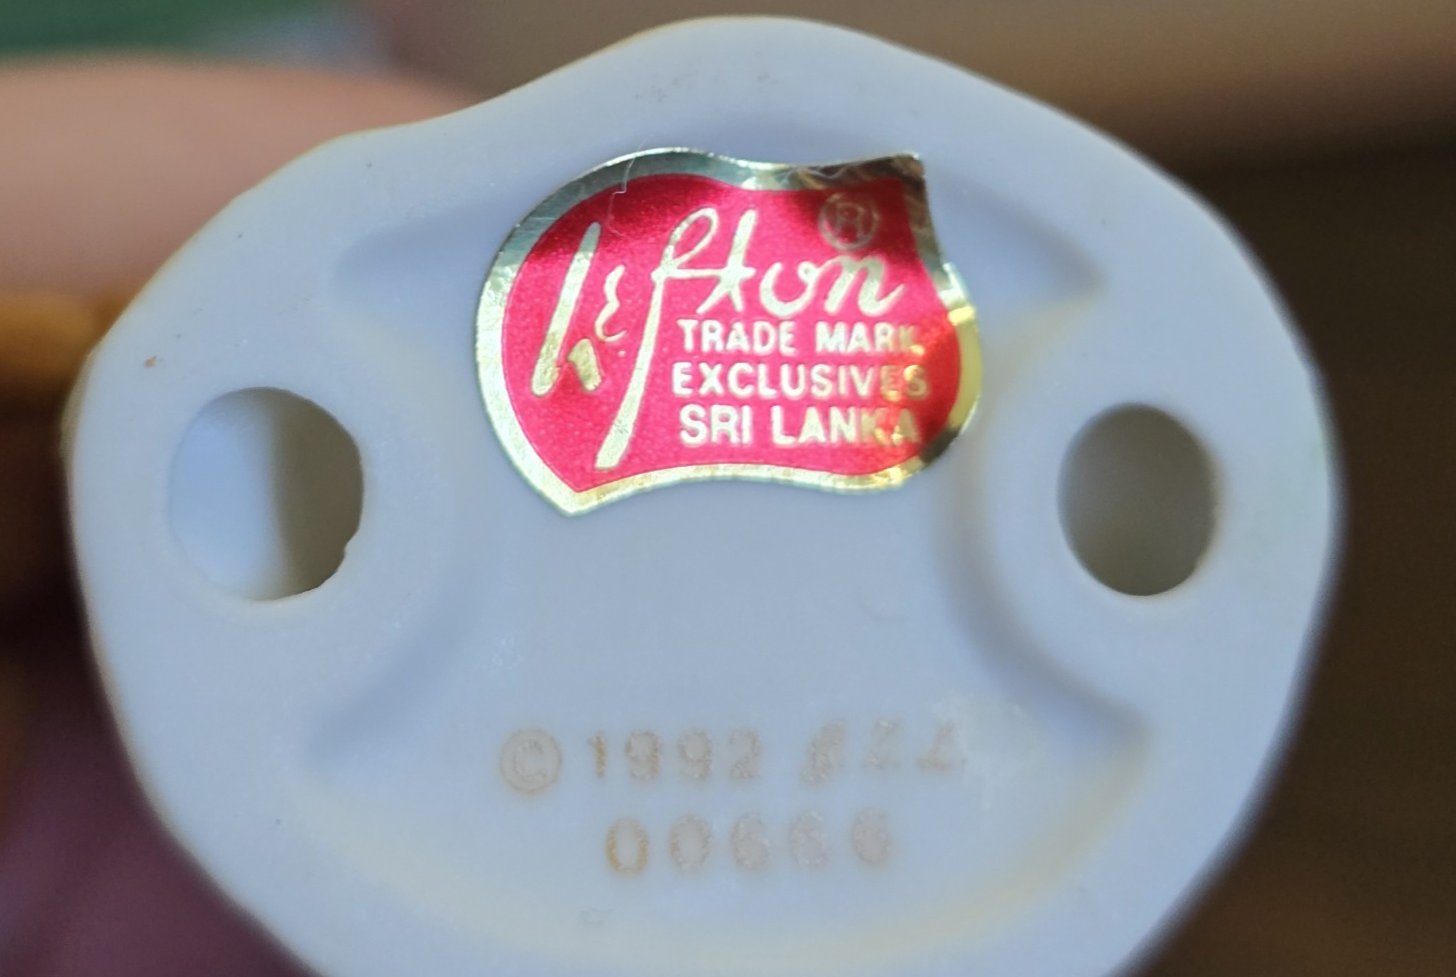 Lefton ®
TRADE MARK
EXCLUSIVES
SRI LANKA
© 1992
00666